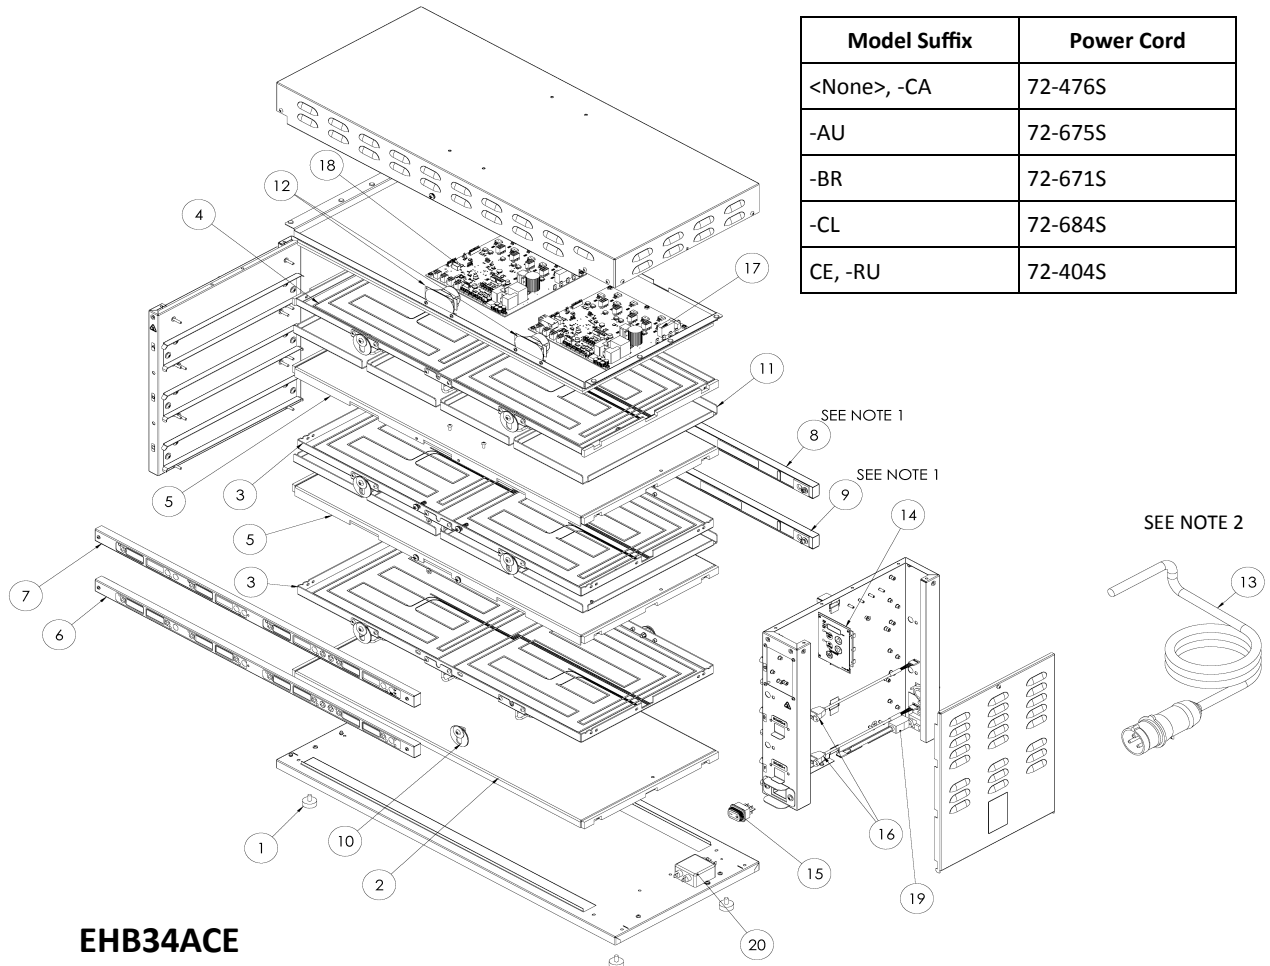 Model Suffix Power Cord
<None>, -CA 72-476S
-AU 72-675S
-BR 72-671S
-CL 72-684S
CE, -RU 72-404S
18
12
4
17
11
SEE NOTE 1
8
5
3
SEE NOTE 1
9
14
SEE NOTE 2
5
3
13
7
6
1
10
2
16
15
19
20
EHB34ACE